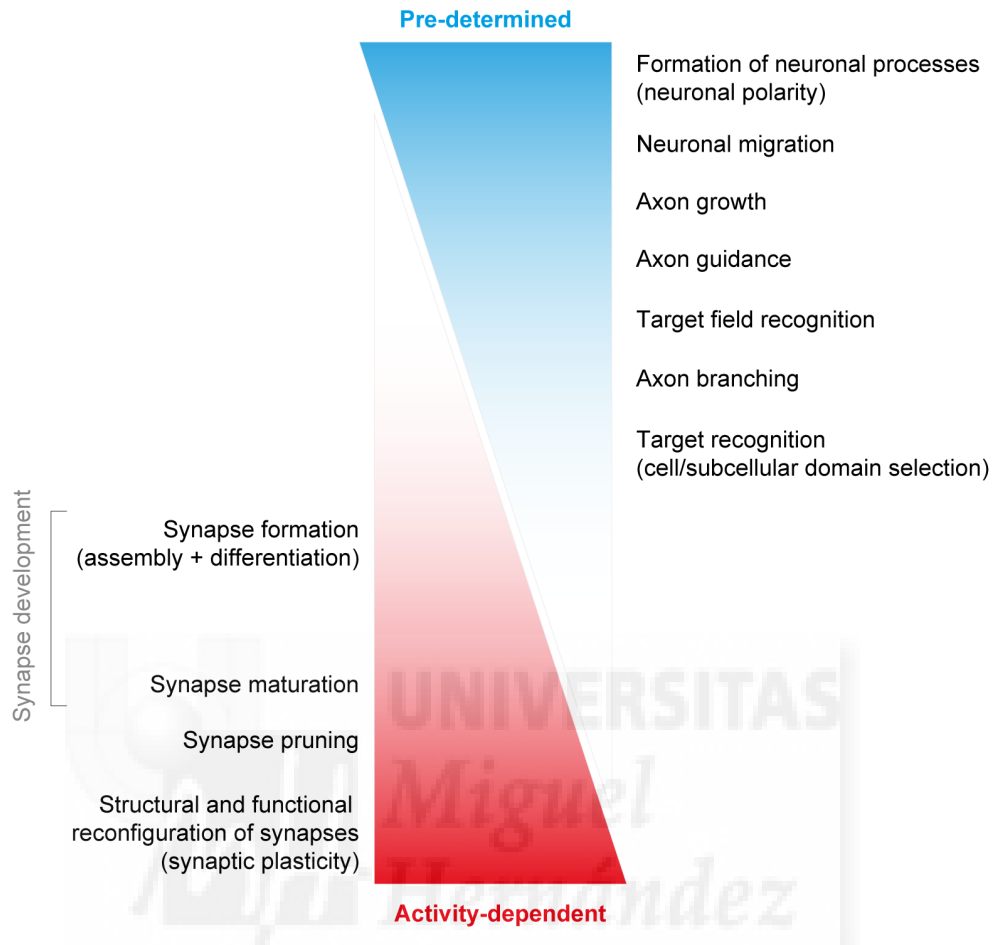 Pre-determined
Formation of neuronal processes
(neuronal polarity)
Neuronal migration
Axon growth
Axon guidance
Target field recognition
Axon branching
Target recognition
(cell/subcellular domain selection)
Synapse development
Synapse formation
(assembly + differentiation)
Synapse maturation
Synapse pruning
Structural and functional
reconfiguration of synapses
(synaptic plasticity)
Activity-dependent
UNIVERSITAS
Miguel
Hernández